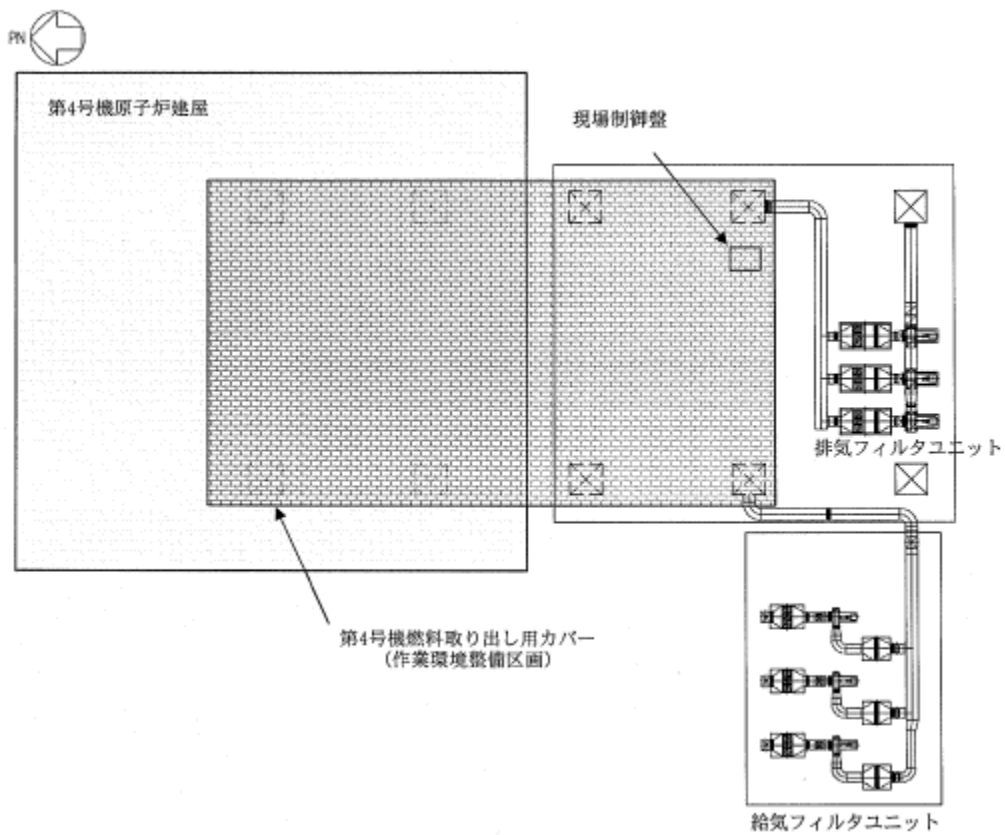 PN
第4号機原子炉建屋
現場制御盤
排気フィルタユニット
第4号機燃料取り出し用カバー
(作業環境整備区画)
給気フィルタユニット